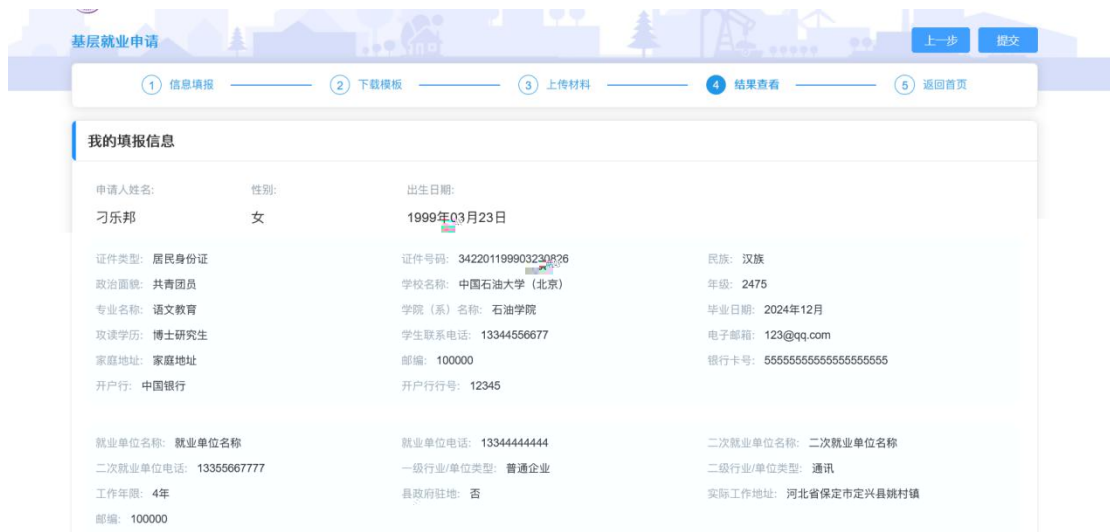 基层就业申请
上一步
提交
1 信息填报
2 下载模板
3 上传材料
4 结果查看
5 返回首页
我的填报信息
申请人姓名: 性别: 出生日期:
刁乐邦 女 1999年03月23日
证件类型: 居民身份证 证件号码: 342201199903230826 民族: 汉族
政治面貌: 共青团员 学校名称: 中国石油大学（北京） 年级: 2475
专业名称: 语文教育 学院（系）名称: 石油学院 毕业日期: 2024年12月
攻读学历: 博士研究生 学生联系电话: 13344556677 电子邮箱: 123@qq.com
家庭地址: 家庭地址 邮编: 100000 银行卡号: 55555555555555555555
开户行: 中国银行 开户行行号: 12345
就业单位名称: 就业单位名称 就业单位电话: 13344444444 二次就业单位名称: 二次就业单位名称
二次就业单位电话: 13355667777 一级行业/单位类型: 普通企业 二级行业/单位类型: 通讯
工作年限: 4年 县政府驻地: 否 实际工作地址: 河北省保定市定兴县姚村镇
邮编: 100000